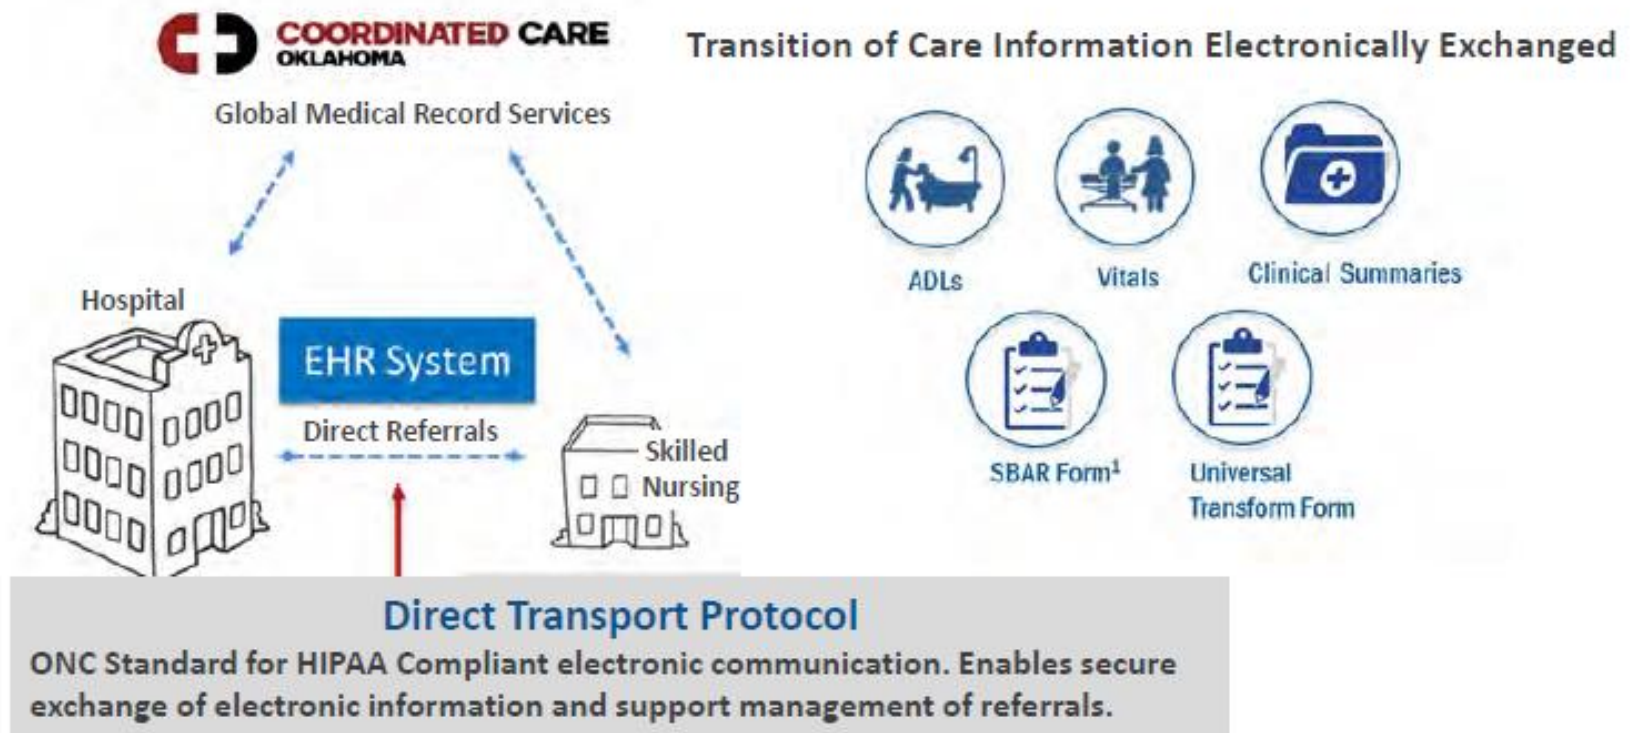 COORDINATED CARE
OKLAHOMA
Global Medical Record Services
Hospital
EHR System
Direct Referrals
Skilled
Nursing
Transition of Care Information Electronically Exchanged
ADLs
Vitals
Clinical Summaries
SBAR Form¹
Universal
Transform Form
Direct Transport Protocol
ONC Standard for HIPAA Compliant electronic communication. Enables secure
exchange of electronic information and support management of referrals.